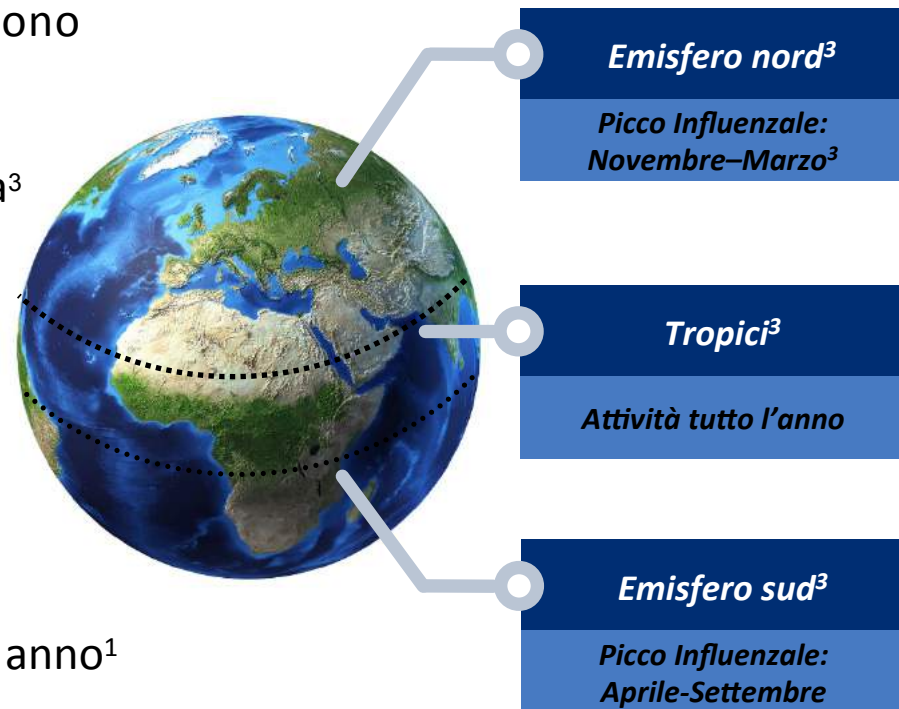 ono
a³
anno¹
Emisfero nord³
Picco Influenzale:
Novembre–Marzo³
Tropici³
Attività tutto l’anno
Emisfero sud³
Picco Influenzale:
Aprile-Settembre